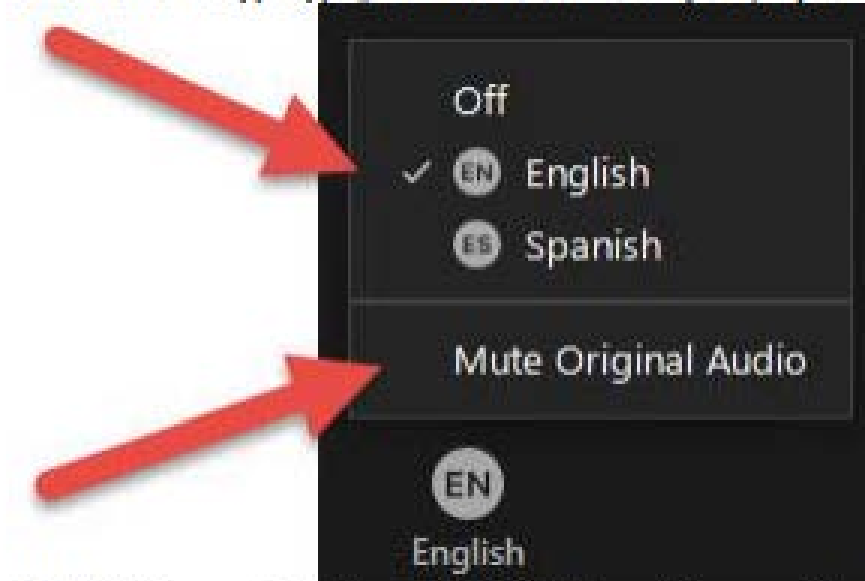 Off
EN English
ES Spanish
Mute Original Audio
EN
English